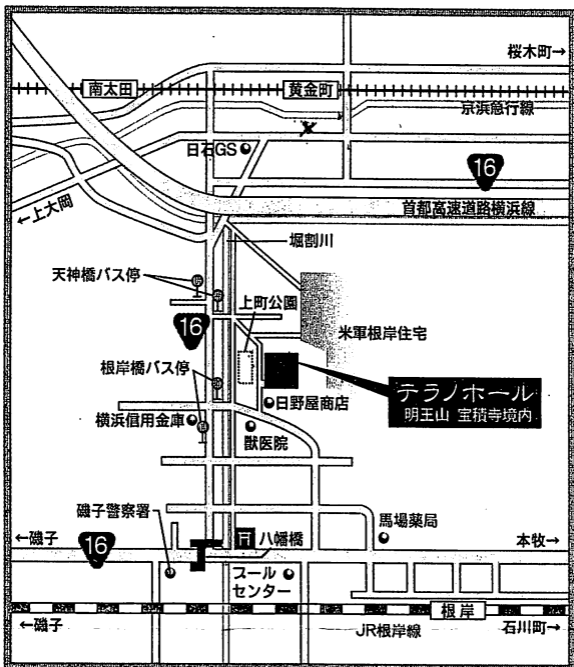 桜木町→
南太田
黄金町
京浜急行線
日石GS
16
首都高速道路横浜線
←上大岡
堀割川
天神橋バス停
上町公園
米軍根岸住宅
16
根岸橋バス停
テラノホール
明王山 宝積寺境内
日野屋商店
横浜信用金庫
獣医院
磯子警察署
馬場薬局
←磯子
16
八幡橋
本牧→
プール
センター
根岸
←磯子
JR根岸線
石川町→